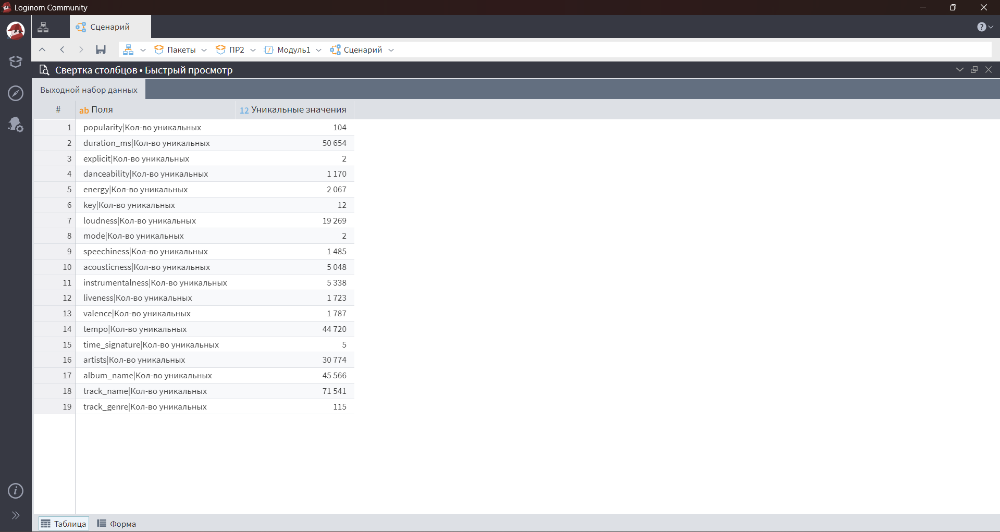 Loginom Community
Сценарий
Пакеты ПР2 Модуль1 Сценарий
Свертка столбцов • Быстрый просмотр
Выходной набор данных
# ab Поля 12 Уникальные значения
1 popularity|Кол-во уникальных 104
2 duration_ms|Кол-во уникальных 50 654
3 explicit|Кол-во уникальных 2
4 danceability|Кол-во уникальных 1 170
5 energy|Кол-во уникальных 2 067
6 key|Кол-во уникальных 12
7 loudness|Кол-во уникальных 19 269
8 mode|Кол-во уникальных 2
9 speechiness|Кол-во уникальных 1 485
10 acousticness|Кол-во уникальных 5 048
11 instrumentalness|Кол-во уникальных 5 338
12 liveness|Кол-во уникальных 1 723
13 valence|Кол-во уникальных 1 787
14 tempo|Кол-во уникальных 44 720
15 time_signature|Кол-во уникальных 5
16 artists|Кол-во уникальных 30 774
17 album_name|Кол-во уникальных 45 566
18 track_name|Кол-во уникальных 71 541
19 track_genre|Кол-во уникальных 115
Таблица Форма